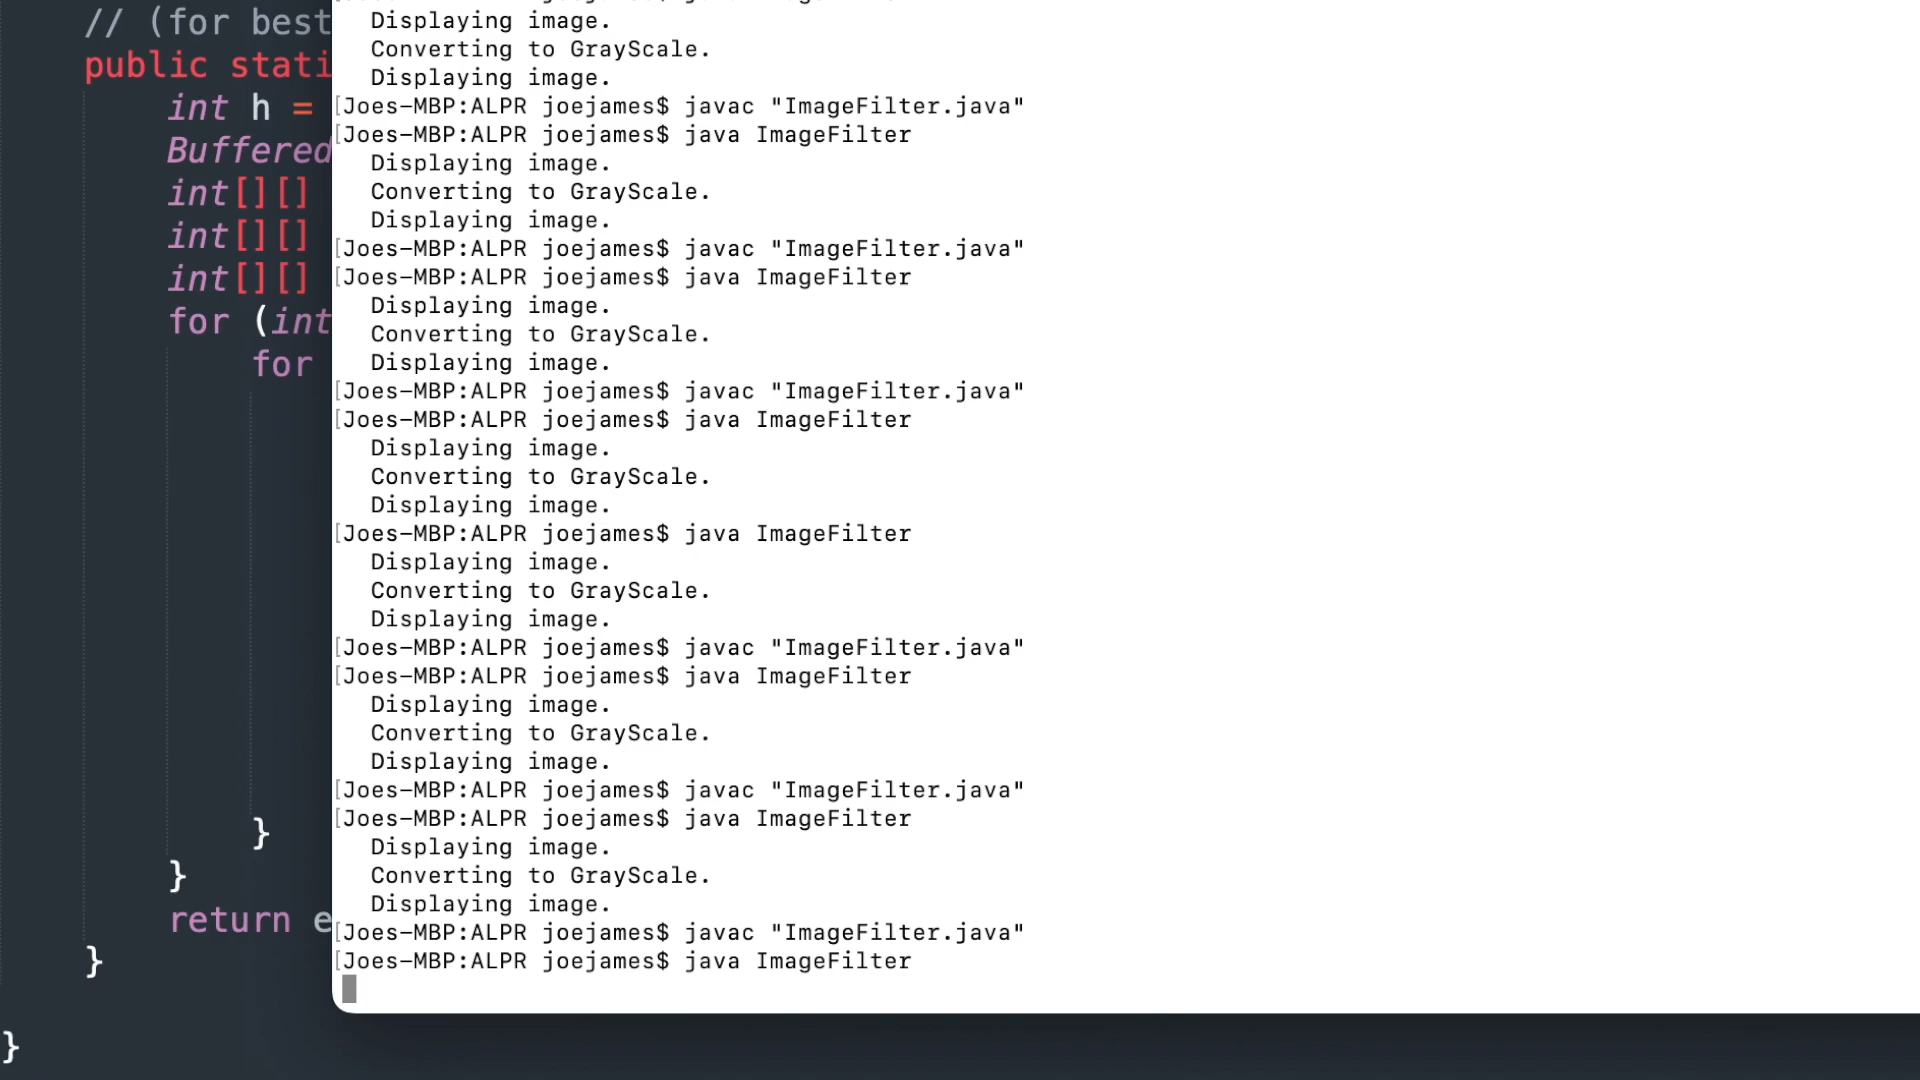 // (for best
public stati
int h =
Buffered
int[][]
int[][]
int[][]
for (int
for
}
}
return e
}
}
Displaying image.
Converting to GrayScale.
Displaying image.
[Joes-MBP:ALPR joejames$ javac "ImageFilter.java"
[Joes-MBP:ALPR joejames$ java ImageFilter
Displaying image.
Converting to GrayScale.
Displaying image.
[Joes-MBP:ALPR joejames$ javac "ImageFilter.java"
[Joes-MBP:ALPR joejames$ java ImageFilter
Displaying image.
Converting to GrayScale.
Displaying image.
[Joes-MBP:ALPR joejames$ javac "ImageFilter.java"
[Joes-MBP:ALPR joejames$ java ImageFilter
Displaying image.
Converting to GrayScale.
Displaying image.
[Joes-MBP:ALPR joejames$ java ImageFilter
Displaying image.
Converting to GrayScale.
Displaying image.
[Joes-MBP:ALPR joejames$ javac "ImageFilter.java"
[Joes-MBP:ALPR joejames$ java ImageFilter
Displaying image.
Converting to GrayScale.
Displaying image.
[Joes-MBP:ALPR joejames$ javac "ImageFilter.java"
[Joes-MBP:ALPR joejames$ java ImageFilter
Displaying image.
Converting to GrayScale.
Displaying image.
[Joes-MBP:ALPR joejames$ javac "ImageFilter.java"
[Joes-MBP:ALPR joejames$ java ImageFilter